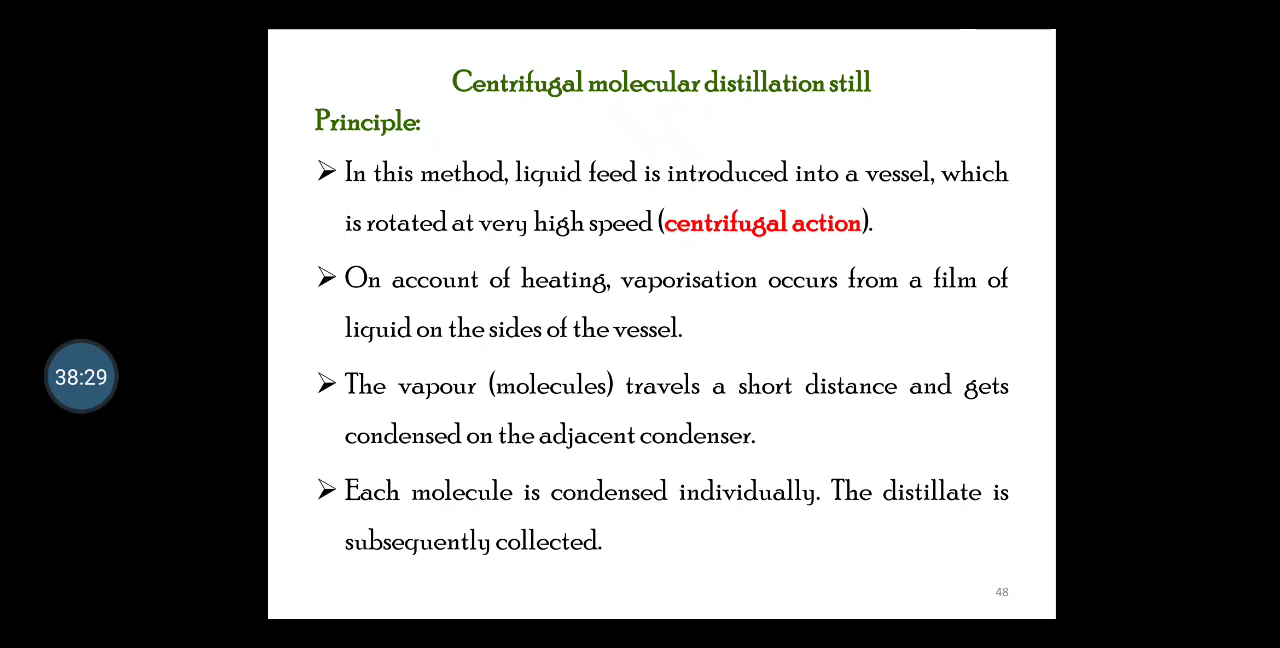 Centrifugal molecular distillation still
Principle:
➢ In this method, liquid feed is introduced into a vessel, which
is rotated at very high speed (centrifugal action).
➢ On account of heating, vaporisation occurs from a film of
liquid on the sides of the vessel.
38:29
➢ The vapour (molecules) travels a short distance and gets
condensed on the adjacent condenser.
➢ Each molecule is condensed individually. The distillate is
subsequently collected.
48